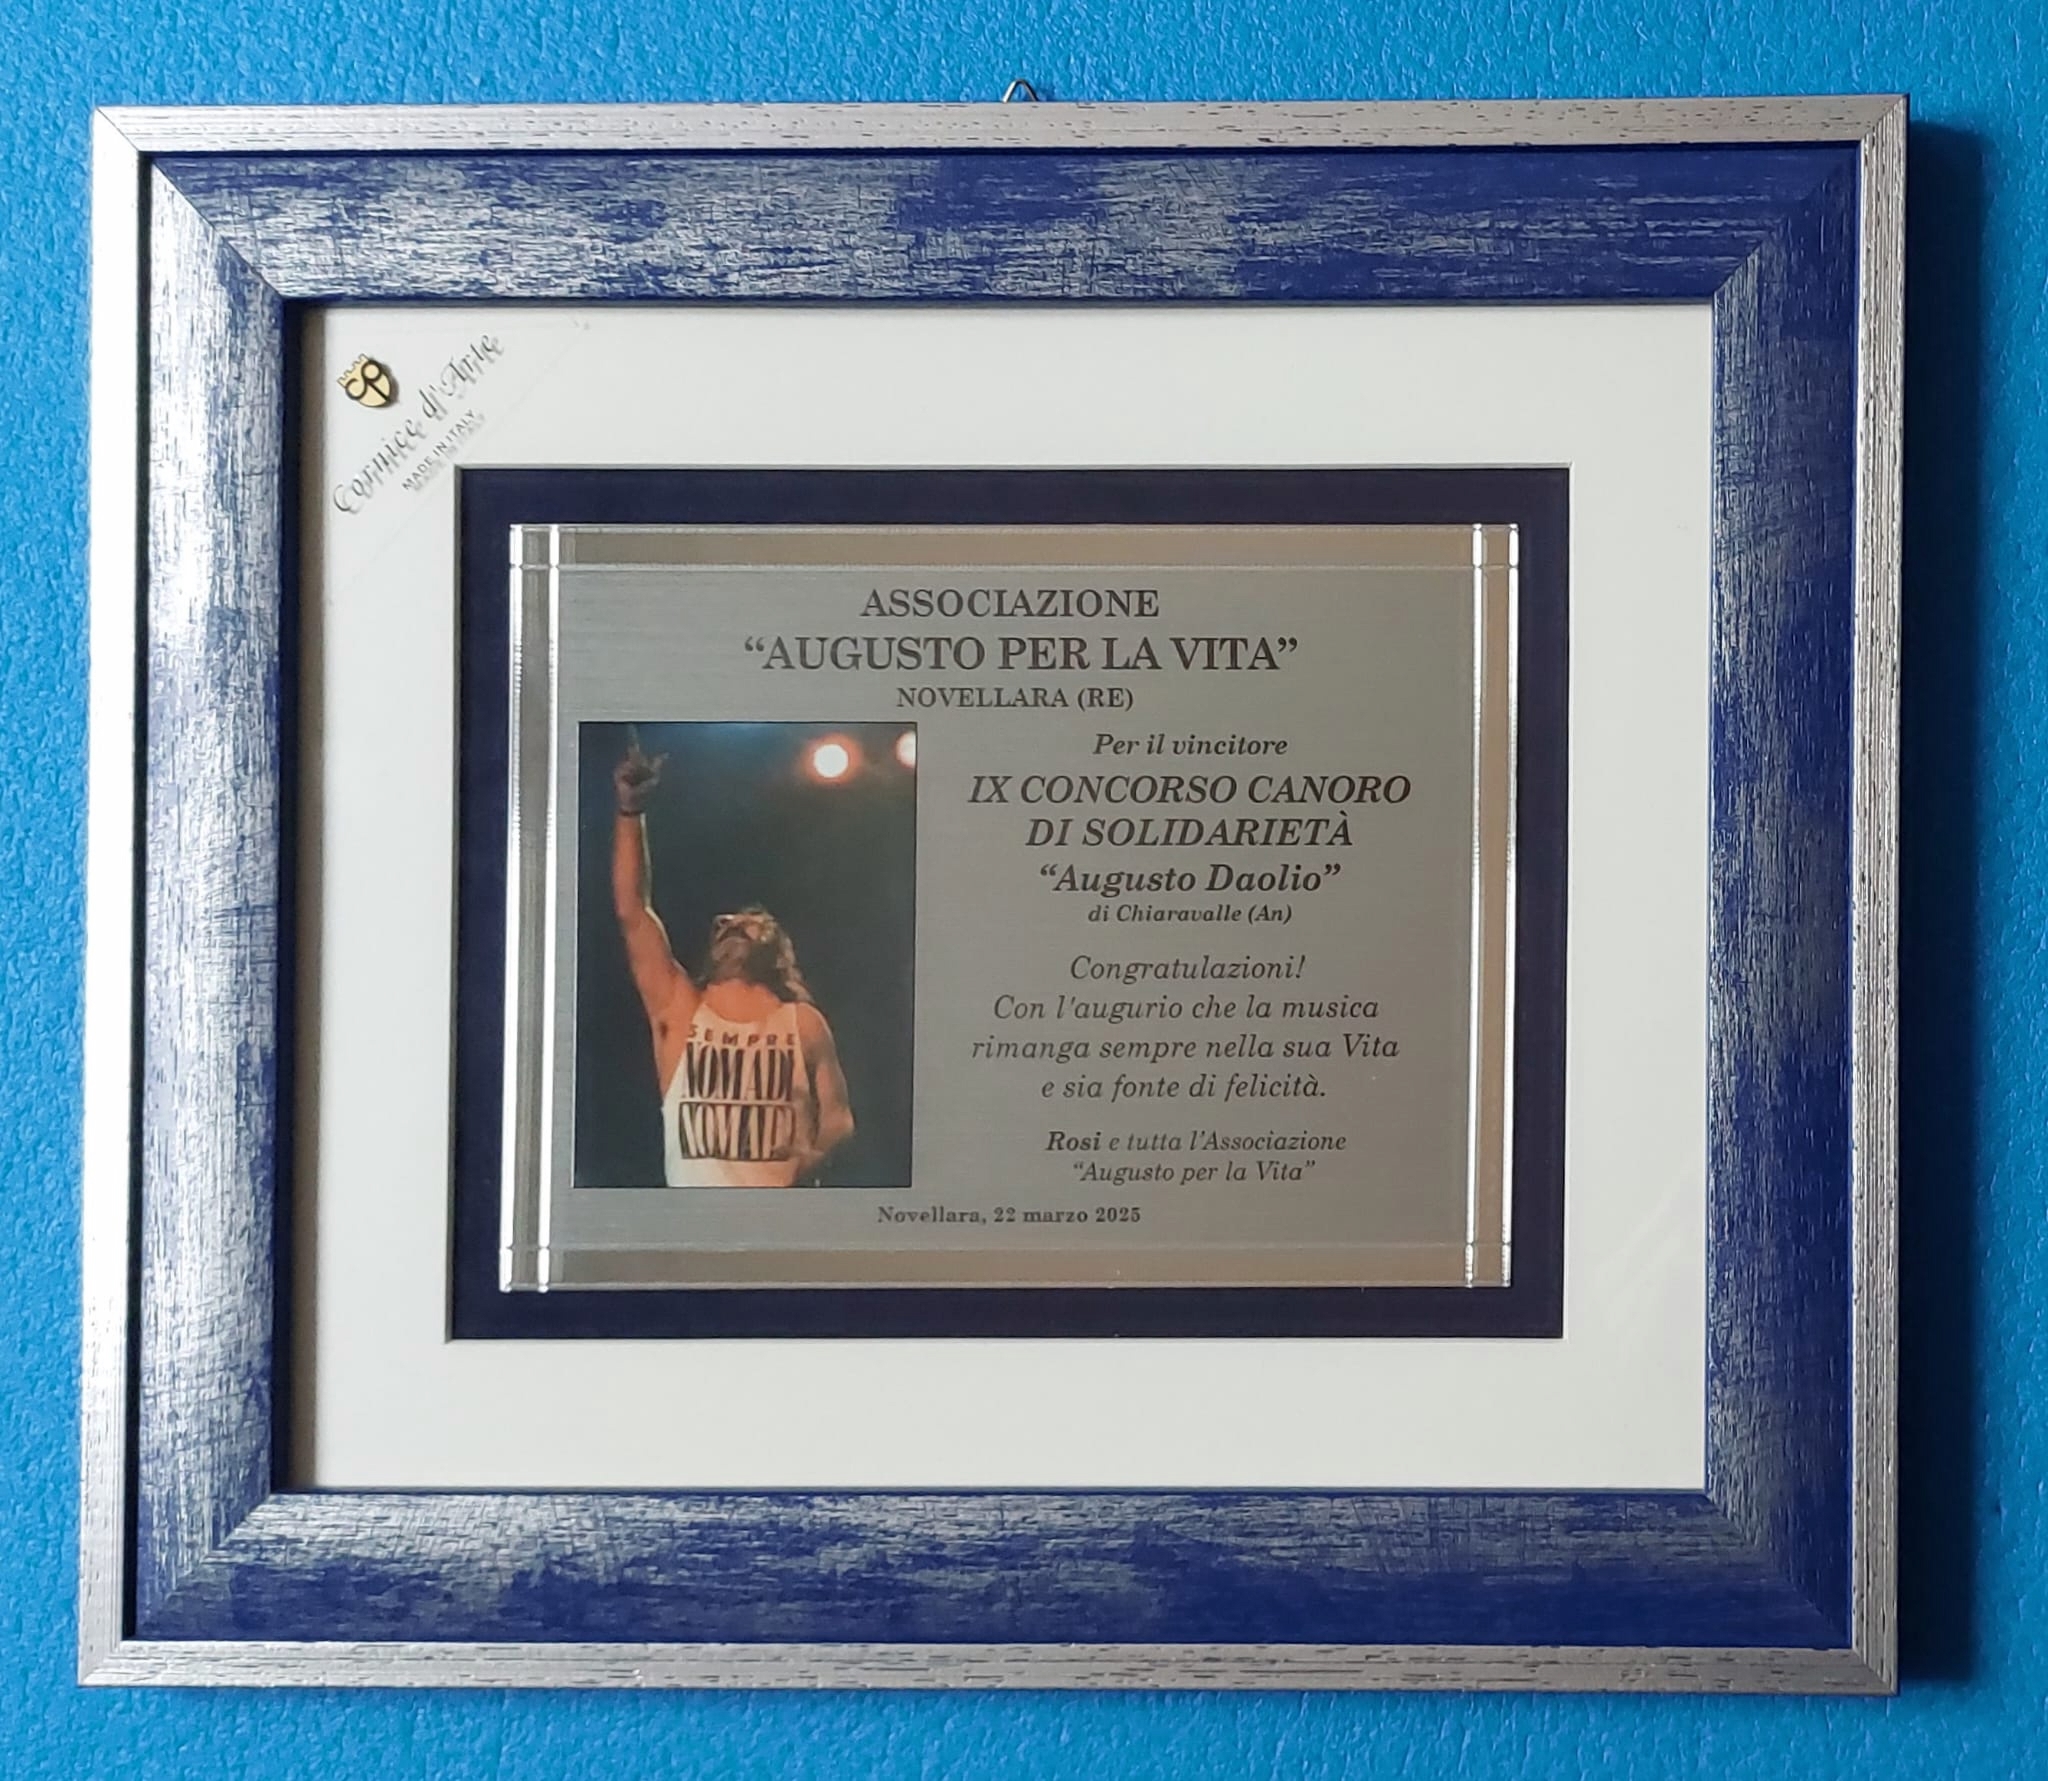 Cornice d'Arte
MADE IN ITALY
ASSOCIAZIONE
“AUGUSTO PER LA VITA”
NOVELLARA (RE)
Per il vincitore
IX CONCORSO CANORO
DI SOLIDARIETÀ
“Augusto Daolio”
di Chiaravalle (An)
Congratulazioni!
Con l'augurio che la musica
rimanga sempre nella sua Vita
e sia fonte di felicità.
Rosi e tutta l'Associazione
“Augusto per la Vita”
SEMPRE
NOMADI
NOMADI
Novellara, 22 marzo 2025